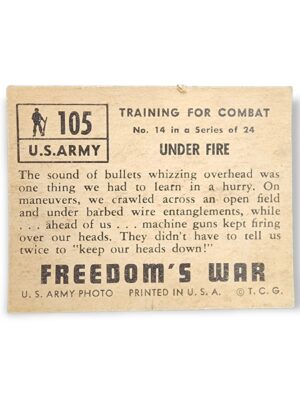 105
U.S.ARMY
TRAINING FOR COMBAT
No. 14 in a Series of 24
UNDER FIRE
The sound of bullets whizzing overhead was
one thing we had to learn in a hurry. On
maneuvers, we crawled across an open field
and under barbed wire entanglements, while
. . . ahead of us . . . machine guns kept firing
over our heads. They didn't have to tell us
twice to "keep our heads down!"
FREEDOM'S WAR
U. S. ARMY PHOTO PRINTED IN U. S. A. © T. C. G.